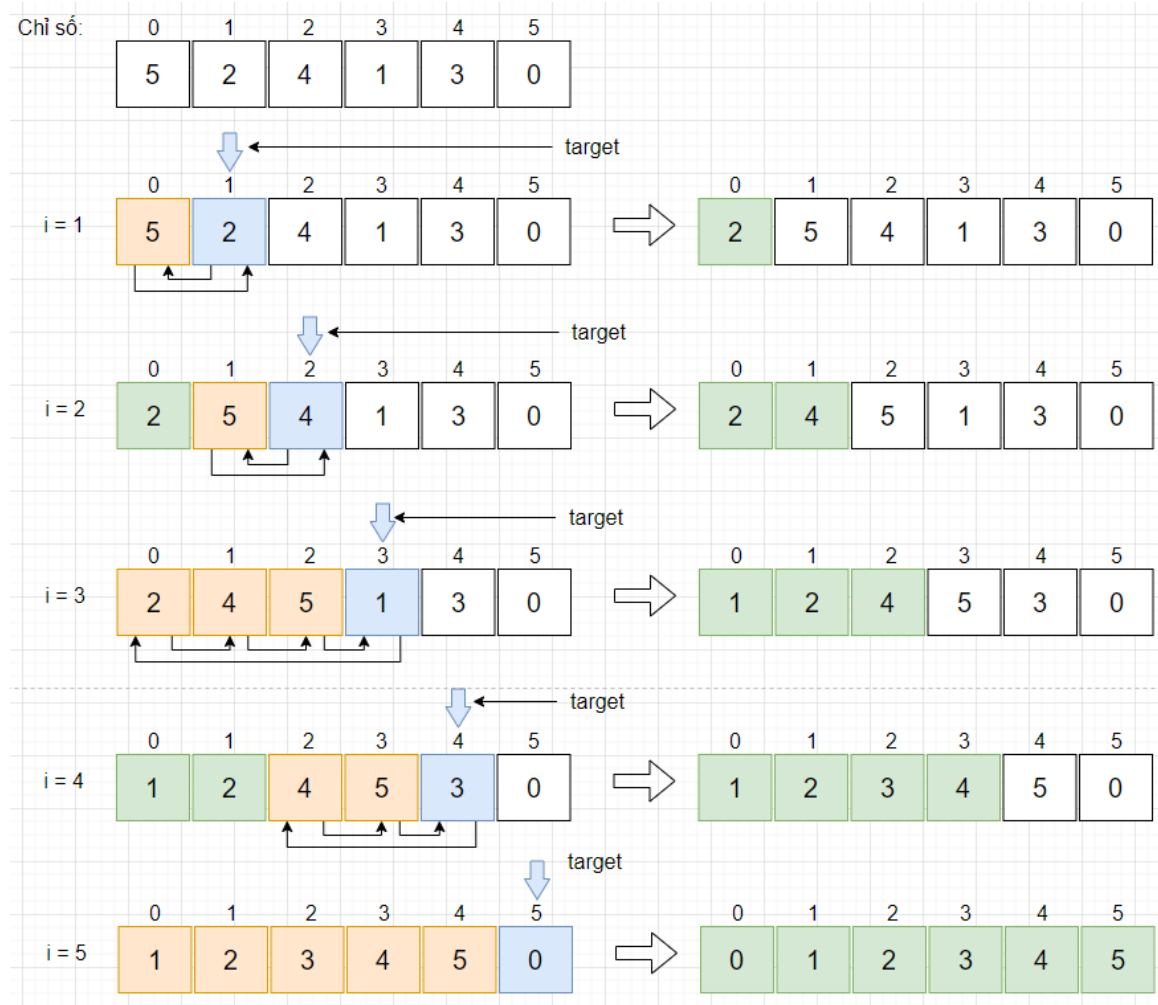 Chỉ số: 0 1 2 3 4 5
5 2 4 1 3 0
target
0 1 2 3 4 5 0 1 2 3 4 5
i = 1 5 2 4 1 3 0 2 5 4 1 3 0
target
0 1 2 3 4 5 0 1 2 3 4 5
i = 2 2 5 4 1 3 0 2 4 5 1 3 0
target
0 1 2 3 4 5 0 1 2 3 4 5
i = 3 2 4 5 1 3 0 1 2 4 5 3 0
target
0 1 2 3 4 5 0 1 2 3 4 5
i = 4 1 2 4 5 3 0 1 2 3 4 5 0
target
0 1 2 3 4 5 0 1 2 3 4 5
i = 5 1 2 3 4 5 0 0 1 2 3 4 5